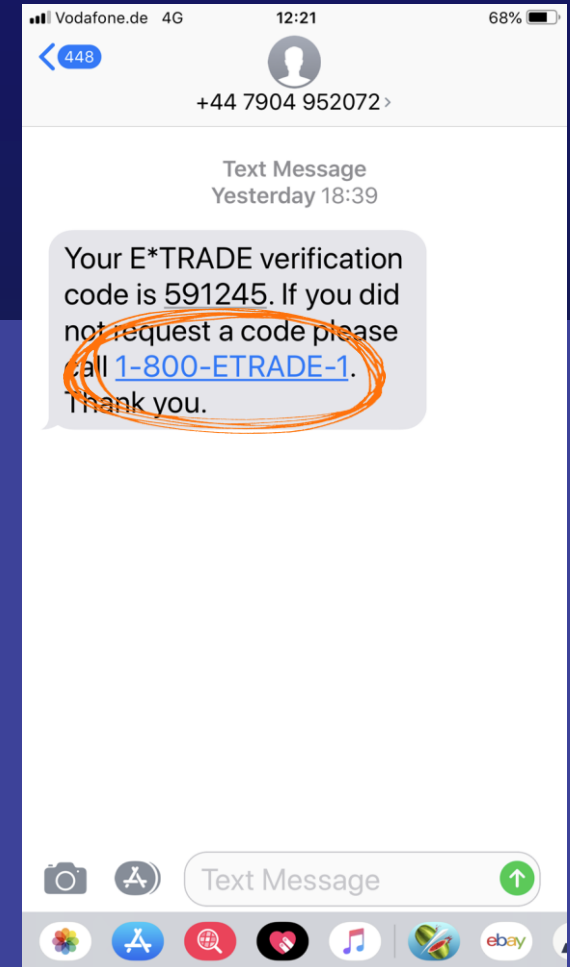 Vodafone.de 4G 12:21 68%
448
+44 7904 952072
Text Message
Yesterday 18:39
Your E*TRADE verification
code is 591245. If you did
not request a code please
call 1-800-ETRADE-1.
Thank you.
Text Message
ebay